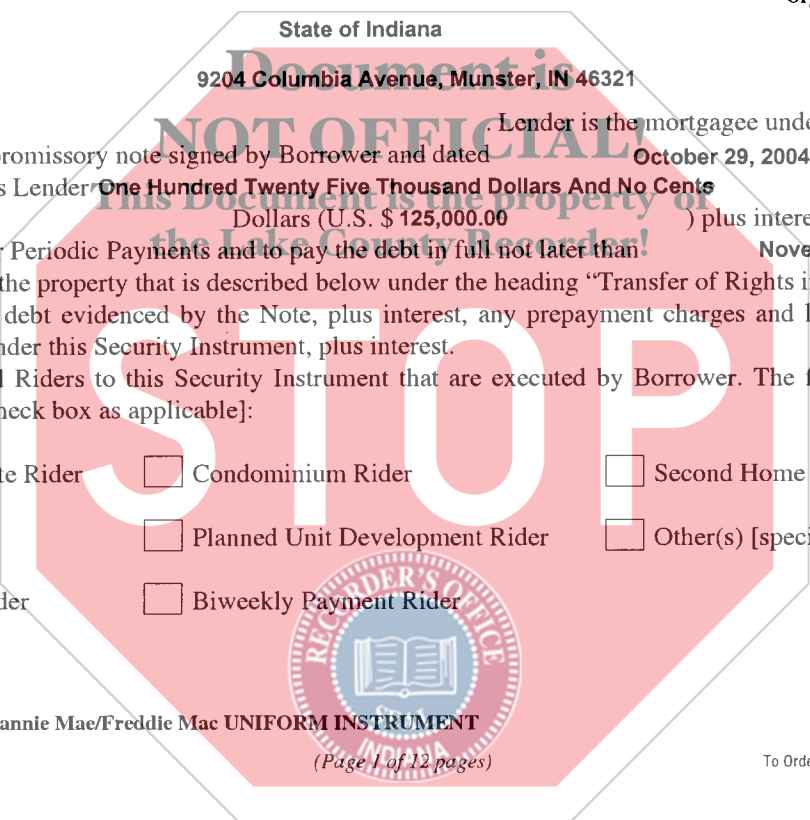 State of Indiana
Document is
9204 Columbia Avenue, Munster, IN 46321
NOT OFFICIAL!
. Lender is the mortgagee unde
romissory note signed by Borrower and dated October 29, 2004
s Lender One Hundred Twenty Five Thousand Dollars And No Cents
This Document is the property of
Dollars (U.S. $ 125,000.00 ) plus intere
the Lake County Recorder!
r Periodic Payments and to pay the debt in full not later than Nove
the property that is described below under the heading “Transfer of Rights i
debt evidenced by the Note, plus interest, any prepayment charges and l
nder this Security Instrument, plus interest.
l Riders to this Security Instrument that are executed by Borrower. The f
heck box as applicable]:
STOP
te Rider Condominium Rider Second Home
Planned Unit Development Rider Other(s) [speci
der Biweekly Payment Rider
RECORDER'S OFFICE
SEAL
INDIANA
annie Mae/Freddie Mac UNIFORM INSTRUMENT
(Page 1 of 12 pages)
To Orde